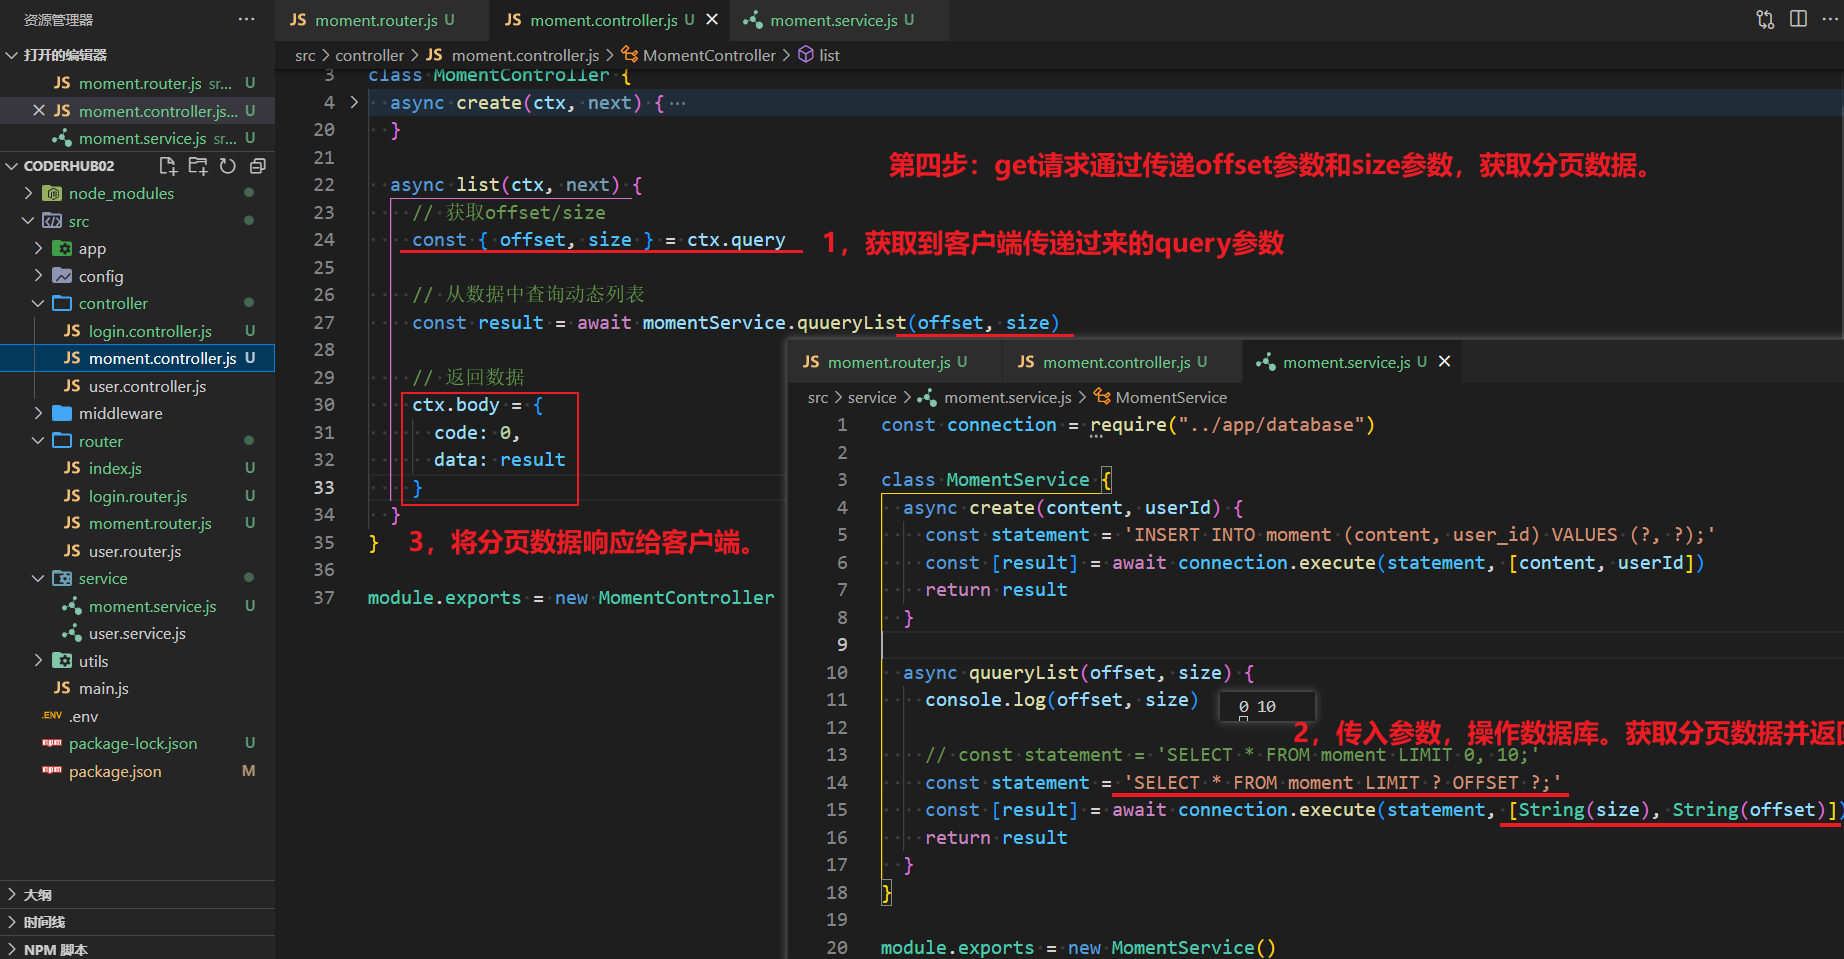 资源管理器
打开的编辑器
JS moment.router.js sr... U
JS moment.controller.js... U
moment.service.js sr... U
CODERHUB02
node_modules
src
app
config
controller
JS login.controller.js U
JS moment.controller.js U
JS user.controller.js
middleware
router
JS index.js U
JS login.router.js U
JS moment.router.js U
JS user.router.js
service
moment.service.js U
user.service.js
utils
JS main.js
.ENV .env
npm package-lock.json U
npm package.json M
大纲
时间线
NPM 脚本
JS moment.router.js U
JS moment.controller.js U
moment.service.js U
src > controller > JS moment.controller.js > MomentController > list
3 class MomentController {
4 async create(ctx, next) { ...
20 }
21
22 async list(ctx, next) {
23 // 获取offset/size
24 const { offset, size } = ctx.query
25
26 // 从数据中查询动态列表
27 const result = await momentService.quueryList(offset, size)
28
29 // 返回数据
30 ctx.body = {
31 code: 0,
32 data: result
33 }
34 }
35 }
36
37 module.exports = new MomentController
第四步：get请求通过传递offset参数和size参数，获取分页数据。
1，获取到客户端传递过来的query参数
3，将分页数据响应给客户端。
JS moment.router.js U
JS moment.controller.js U
moment.service.js U
src > service > moment.service.js > MomentService
1 const connection = require("../app/database")
2
3 class MomentService {
4 async create(content, userId) {
5 const statement = 'INSERT INTO moment (content, user_id) VALUES (?, ?);'
6 const [result] = await connection.execute(statement, [content, userId])
7 return result
8 }
9
10 async quueryList(offset, size) {
11 console.log(offset, size)
0 10
12
2，传入参数，操作数据库。获取分页数据并返回
13 // const statement = 'SELECT * FROM moment LIMIT 0, 10;'
14 const statement = 'SELECT * FROM moment LIMIT ? OFFSET ?;'
15 const [result] = await connection.execute(statement, [String(size), String(offset)])
16 return result
17 }
18 }
19
20 module.exports = new MomentService()